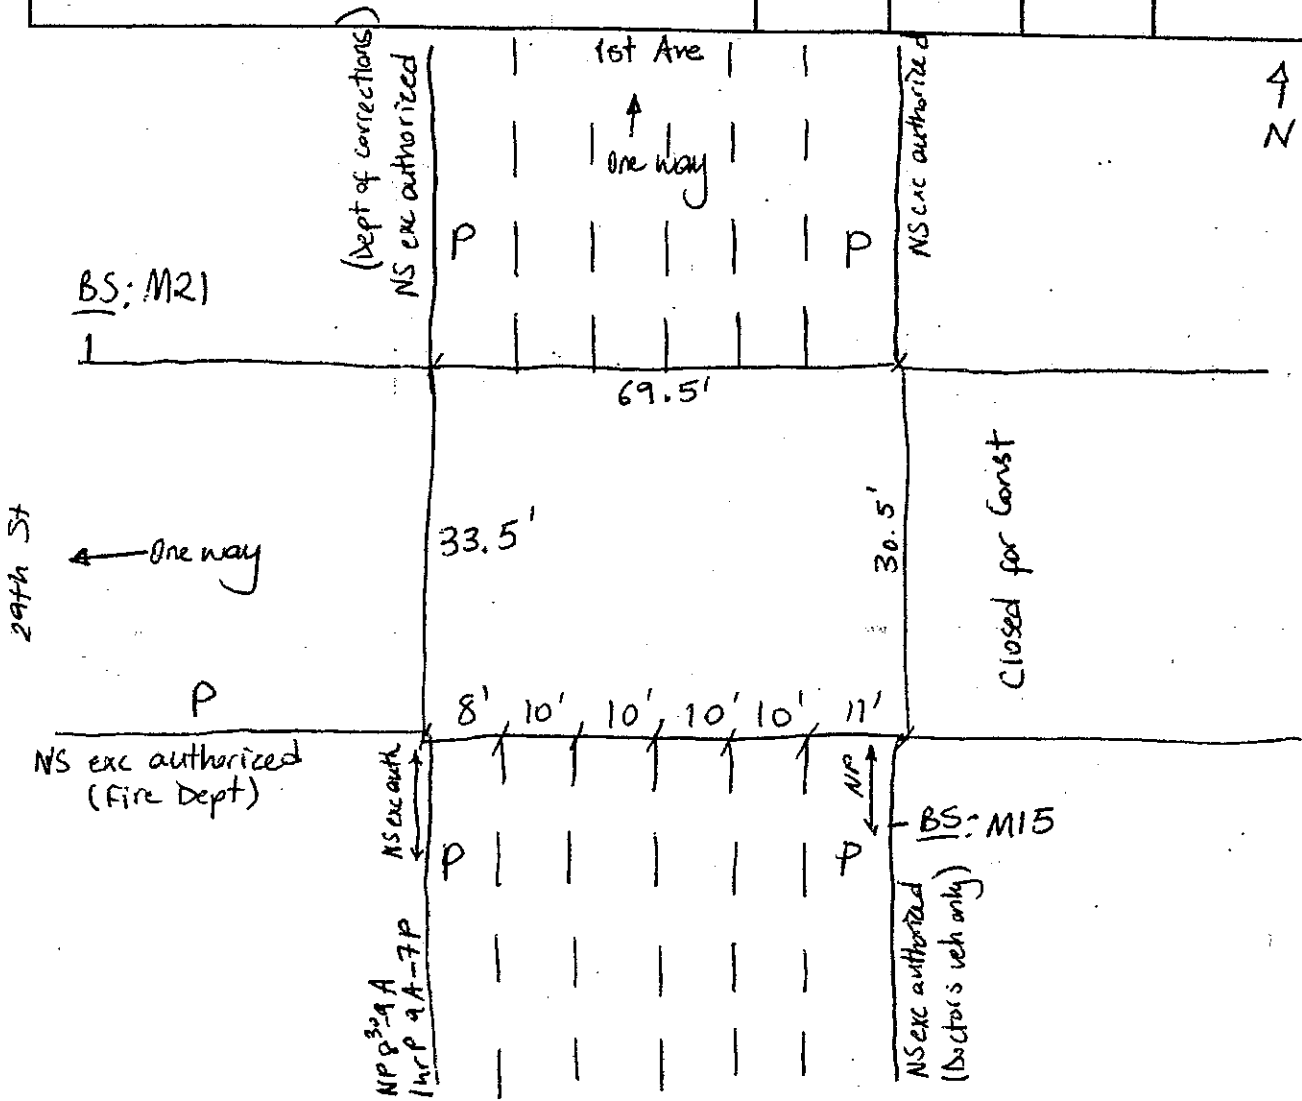 1st Ave
One way
N
(Dept of corrections)
NS exc authorized
NS exc authorized
P
P
BS: M21
69.5'
29th St
One way
33.5'
30.5'
Closed for Const
P
8' 10' 10' 10' 10' 11'
NS exc authorized
(Fire Dept)
NS exc auth
NP
BS: M15
P
P
NP 8³⁰-9A
1hr P 9A-7P
NS exc authorized
(Doctors veh only)